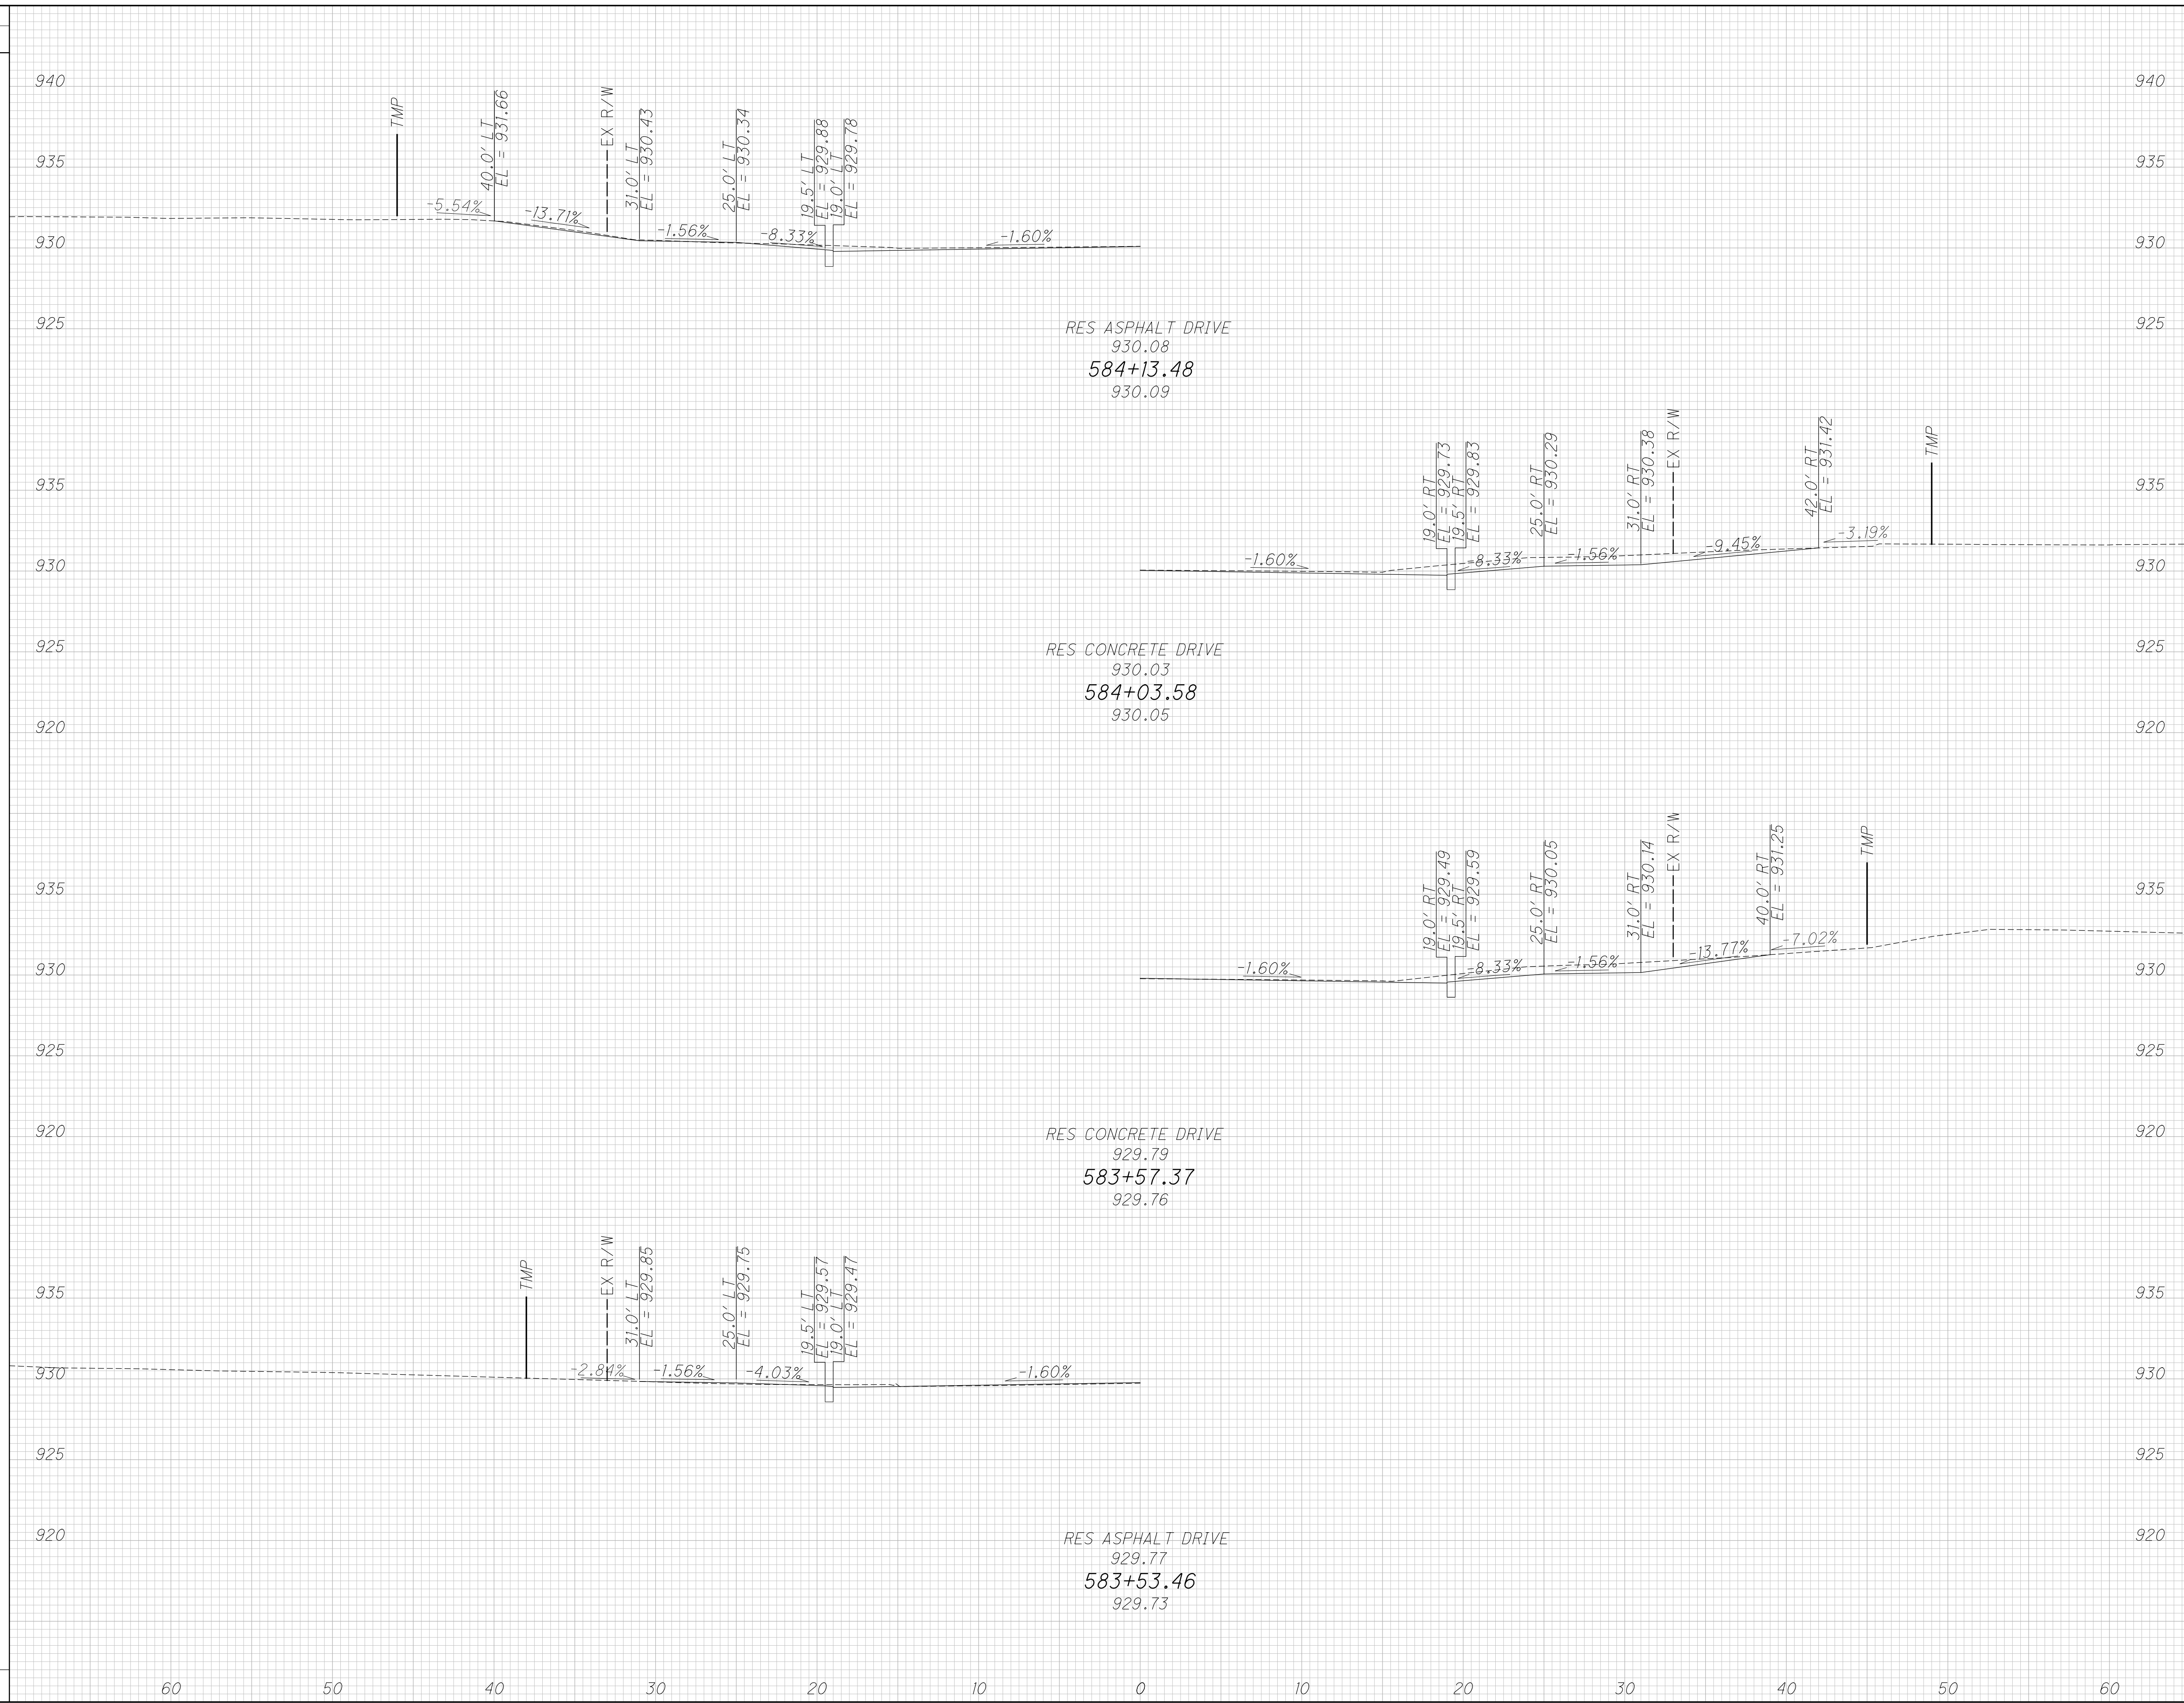 940
940
TMP
40.0' LT
EL = 931.66
EX R/W
31.0' LT
EL = 930.43
25.0' LT
EL = 930.34
19.5' LT
EL = 929.88
19.0' LT
EL = 929.78
935
935
-5.54%
-13.71%
-1.56%
-8.33%
-1.60%
930
930
925
925
RES ASPHALT DRIVE
930.08
584+13.48
930.09
19.0' RT
EL = 929.73
19.5' RT
EL = 929.83
25.0' RT
EL = 930.29
31.0' RT
EL = 930.38
EX R/W
42.0' RT
EL = 931.42
TMP
935
935
-1.60%
-8.33%
-1.56%
-9.45%
-3.19%
930
930
925
925
RES CONCRETE DRIVE
930.03
584+03.58
930.05
920
920
19.0' RT
EL = 929.49
19.5' RT
EL = 929.59
25.0' RT
EL = 930.05
31.0' RT
EL = 930.14
EX R/W
40.0' RT
EL = 931.25
TMP
935
935
-1.60%
-8.33%
-1.56%
-13.77%
-7.02%
930
930
925
925
920
920
RES CONCRETE DRIVE
929.79
583+57.37
929.76
TMP
EX R/W
31.0' LT
EL = 929.85
25.0' LT
EL = 929.75
19.5' LT
EL = 929.57
19.0' LT
EL = 929.47
935
935
-2.84%
-1.56%
-4.03%
-1.60%
930
930
925
925
920
920
RES ASPHALT DRIVE
929.77
583+53.46
929.73
60 50 40 30 20 10 0 10 20 30 40 50 60